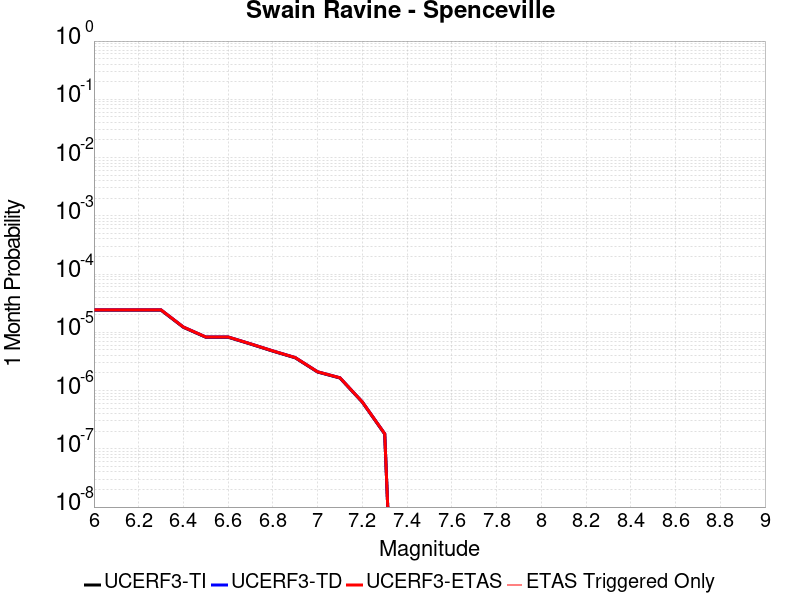 Swain Ravine - Spenceville
10 0
10 -1
10 -2
10 -3
10 -4
10 -5
10 -6
10 -7
10 -8
1 Month Probability
6 6.2 6.4 6.6 6.8 7 7.2 7.4 7.6 7.8 8 8.2 8.4 8.6 8.8 9
Magnitude
UCERF3-TI UCERF3-TD UCERF3-ETAS ETAS Triggered Only